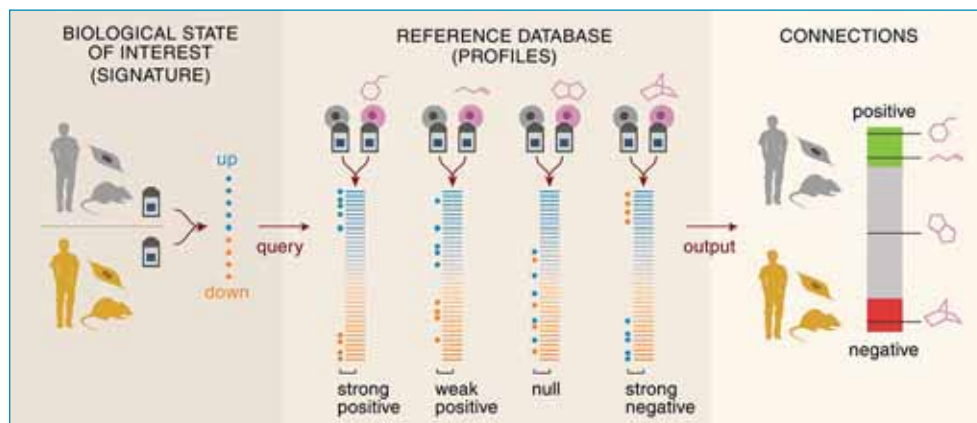 BIOLOGICAL STATE
OF INTEREST
(SIGNATURE)
up
down
query
REFERENCE DATABASE
(PROFILES)
strong
positive
weak
positive
null
strong
negative
output
CONNECTIONS
positive
negative